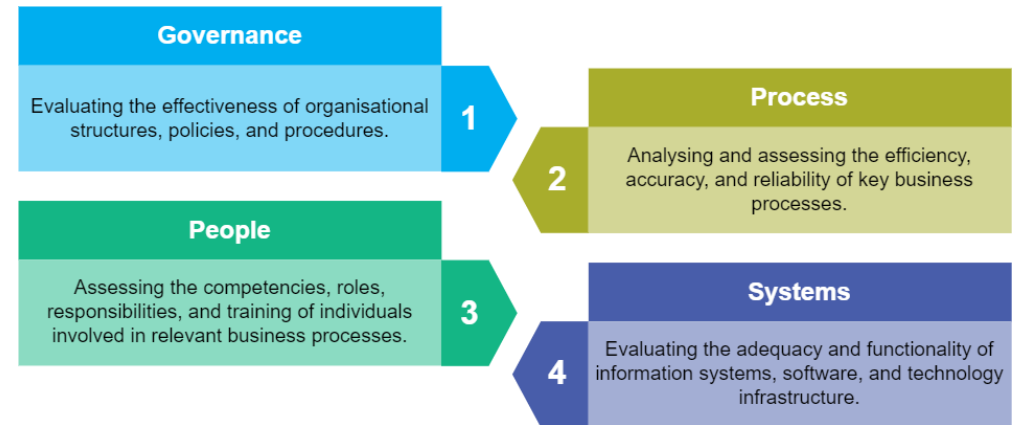 Governance
Evaluating the effectiveness of organisational
structures, policies, and procedures.
1
Process
Analysing and assessing the efficiency,
accuracy, and reliability of key business
processes.
2
People
Assessing the competencies, roles,
responsibilities, and training of individuals
involved in relevant business processes.
3
Systems
Evaluating the adequacy and functionality of
information systems, software, and technology
infrastructure.
4